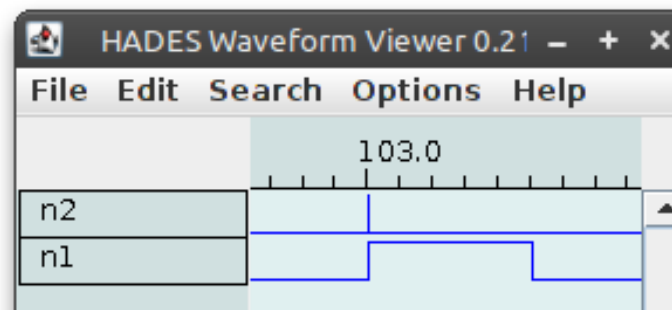 HADES Waveform Viewer 0.21
File Edit Search Options Help
103.0
n2
n1